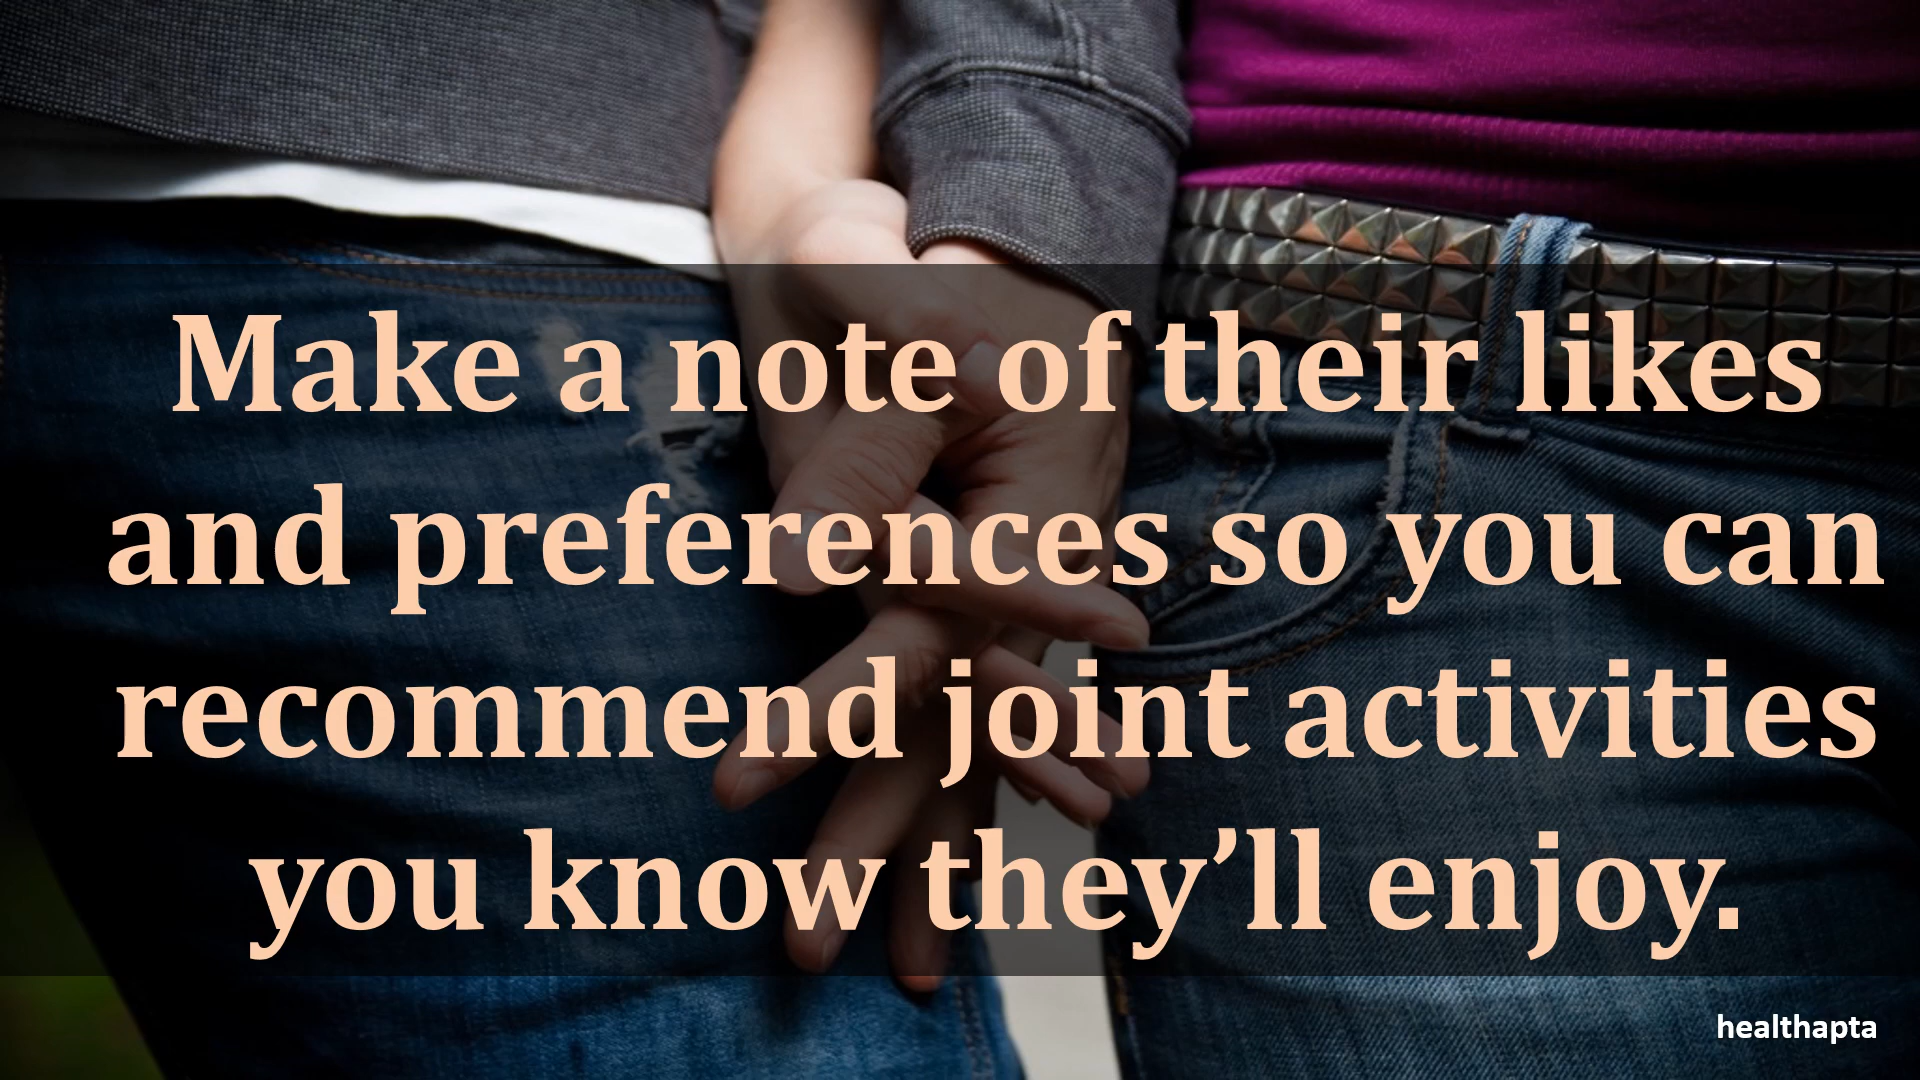 Make a note of their likes
and preferences so you can
recommend joint activities
you know they’ll enjoy.
healthapta